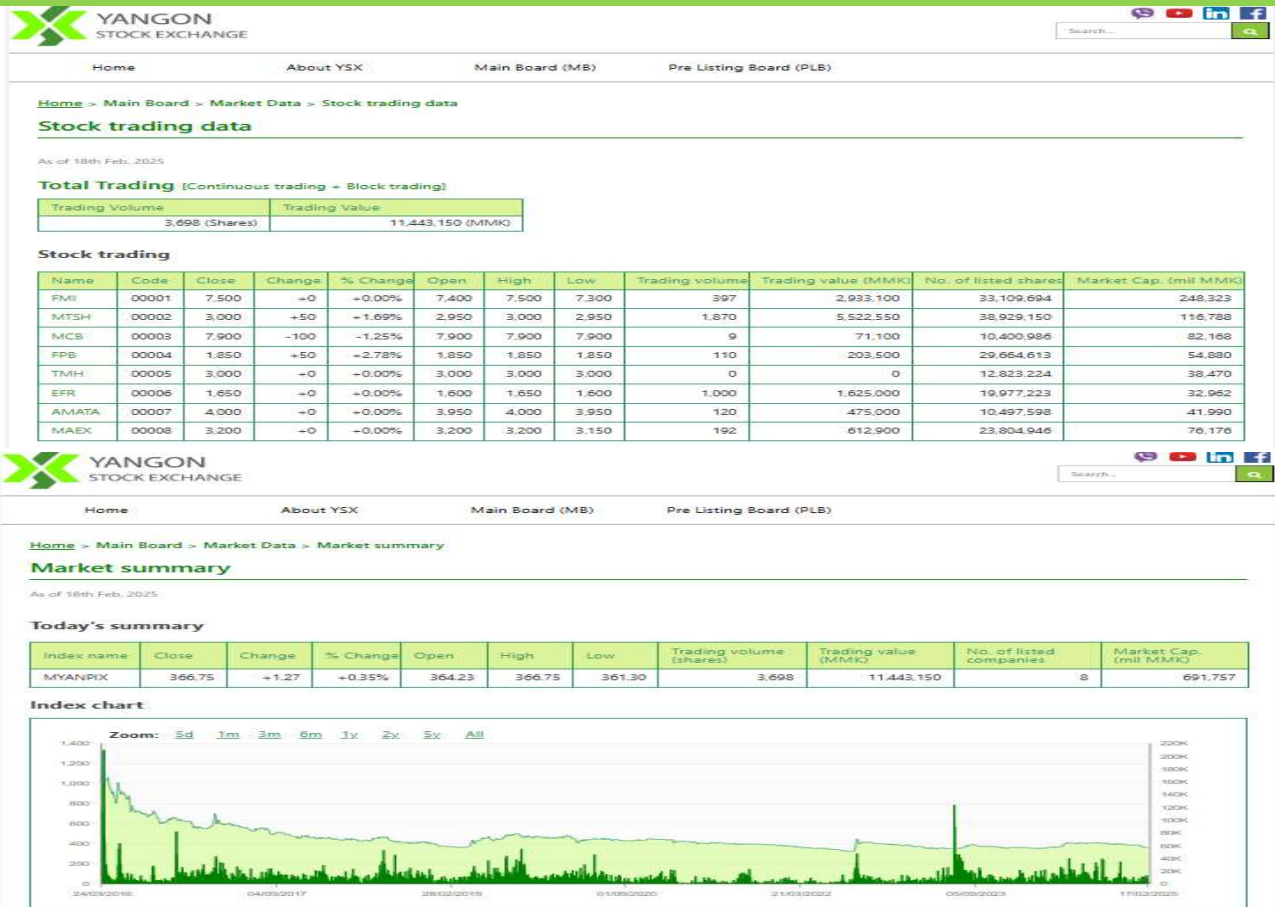 YANGON
STOCK EXCHANGE
Search...
Home About YSX Main Board (MB) Pre Listing Board (PLB)
Home > Main Board > Market Data > Stock trading data
Stock trading data
As of 18th Feb. 2025
Total Trading [Continuous trading + Block trading]
Trading Volume Trading Value
3,698 (Shares) 11,443,150 (MMK)
Stock trading
Name Code Close Change % Change Open High Low Trading volume Trading value (MMK) No. of listed shares Market Cap. (mil MMK)
FMI 00001 7,500 +0 +0.00% 7,400 7,500 7,300 397 2,933,100 33,109,694 248,323
MTSH 00002 3,000 +50 +1.69% 2,950 3,000 2,950 1,870 5,522,550 38,929,150 116,788
MCB 00003 7,900 -100 -1.25% 7,900 7,900 7,900 9 71,100 10,400,986 82,168
FPB 00004 1,850 +50 +2.78% 1,850 1,850 1,850 110 203,500 29,664,613 54,880
TMH 00005 3,000 +0 +0.00% 3,000 3,000 3,000 0 0 12,823,224 38,470
EFR 00006 1,650 +0 +0.00% 1,600 1,650 1,600 1,000 1,625,000 19,977,223 32,962
AMATA 00007 4,000 +0 +0.00% 3,950 4,000 3,950 120 475,000 10,497,598 41,990
MAEX 00008 3,200 +0 +0.00% 3,200 3,200 3,150 192 612,900 23,804,946 76,176
YANGON
STOCK EXCHANGE
Search...
Home About YSX Main Board (MB) Pre Listing Board (PLB)
Home > Main Board > Market Data > Market summary
Market summary
As of 18th Feb. 2025
Today's summary
Index name Close Change % Change Open High Low Trading volume (shares) Trading value (MMK) No. of listed companies Market Cap. (mil MMK)
MYANPIX 366.75 +1.27 +0.35% 364.23 366.75 361.30 3,698 11,443,150 8 691,757
Index chart
Zoom: 5d 1m 3m 6m 1y 2y 5y All
1,400 220K
1,200 200K
180K
1,000 160K
140K
800 120K
600 100K
80K
400 60K
40K
200 20K
0 0
24/03/2016 04/09/2017 28/02/2019 01/09/2020 21/03/2022 05/09/2023 17/02/2025